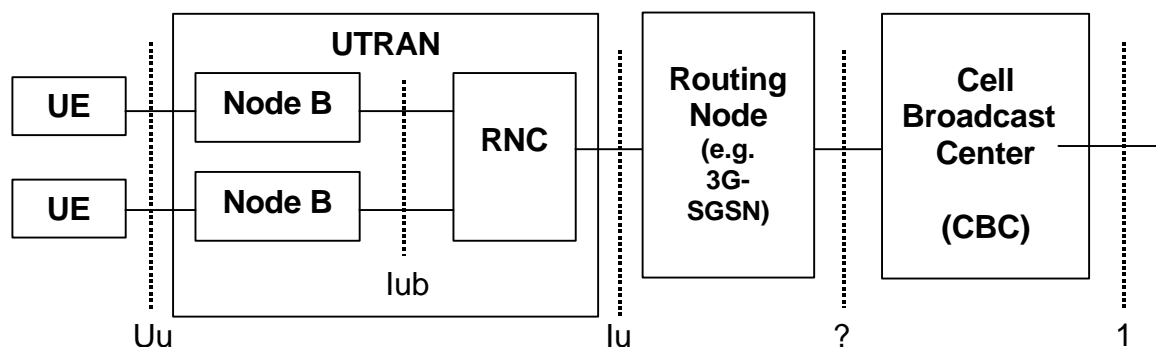 UTRAN
UE
Node B
RNC
UE
Node B
Iub
Routing
Node
(e.g.
3G-
SGSN)
Cell
Broadcast
Center
(CBC)
Uu
Iu
?
1